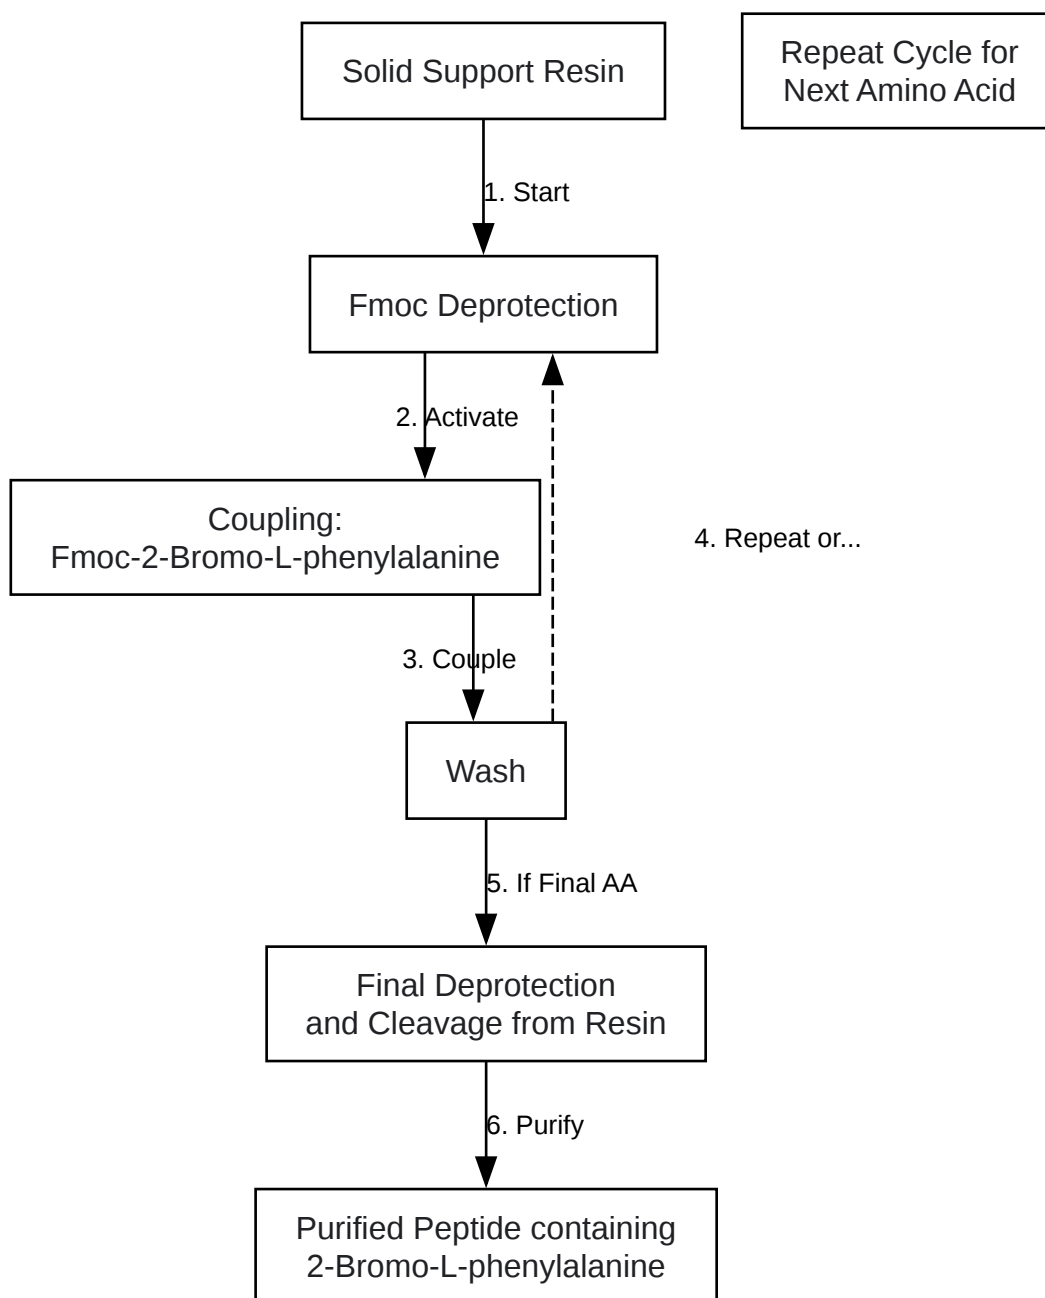 Solid Support Resin
Repeat Cycle for
Next Amino Acid
1. Start
Fmoc Deprotection
2. Activate
Coupling:
Fmoc-2-Bromo-L-phenylalanine
4. Repeat or...
3. Couple
Wash
5. If Final AA
Final Deprotection
and Cleavage from Resin
6. Purify
Purified Peptide containing
2-Bromo-L-phenylalanine